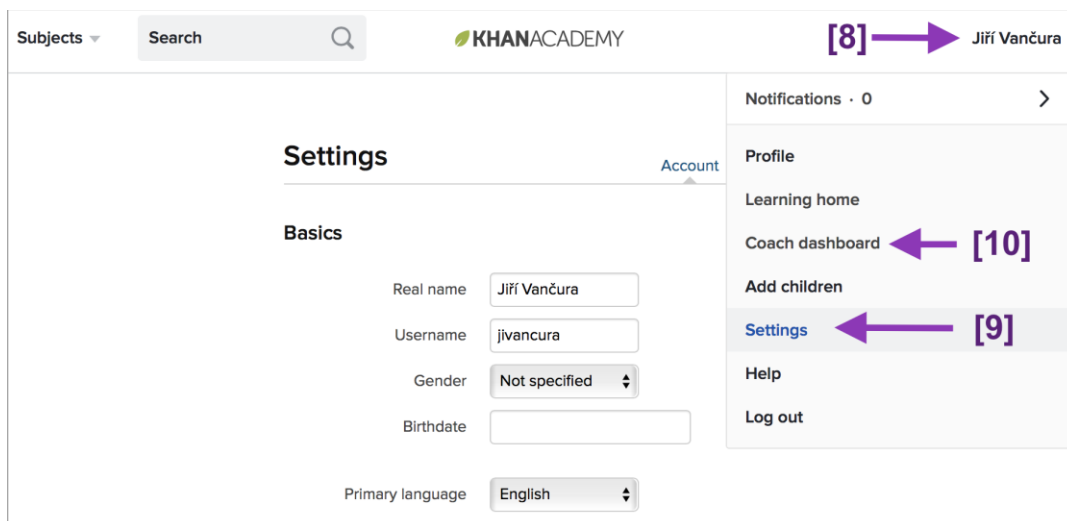 Subjects Search KHANACADEMY [8] Jiří Vančura
Notifications · 0
Settings
Account
Profile
Learning home
Coach dashboard [10]
Add children
Settings [9]
Help
Log out
Basics
Real name Jiří Vančura
Username jivancura
Gender Not specified
Birthdate
Primary language English